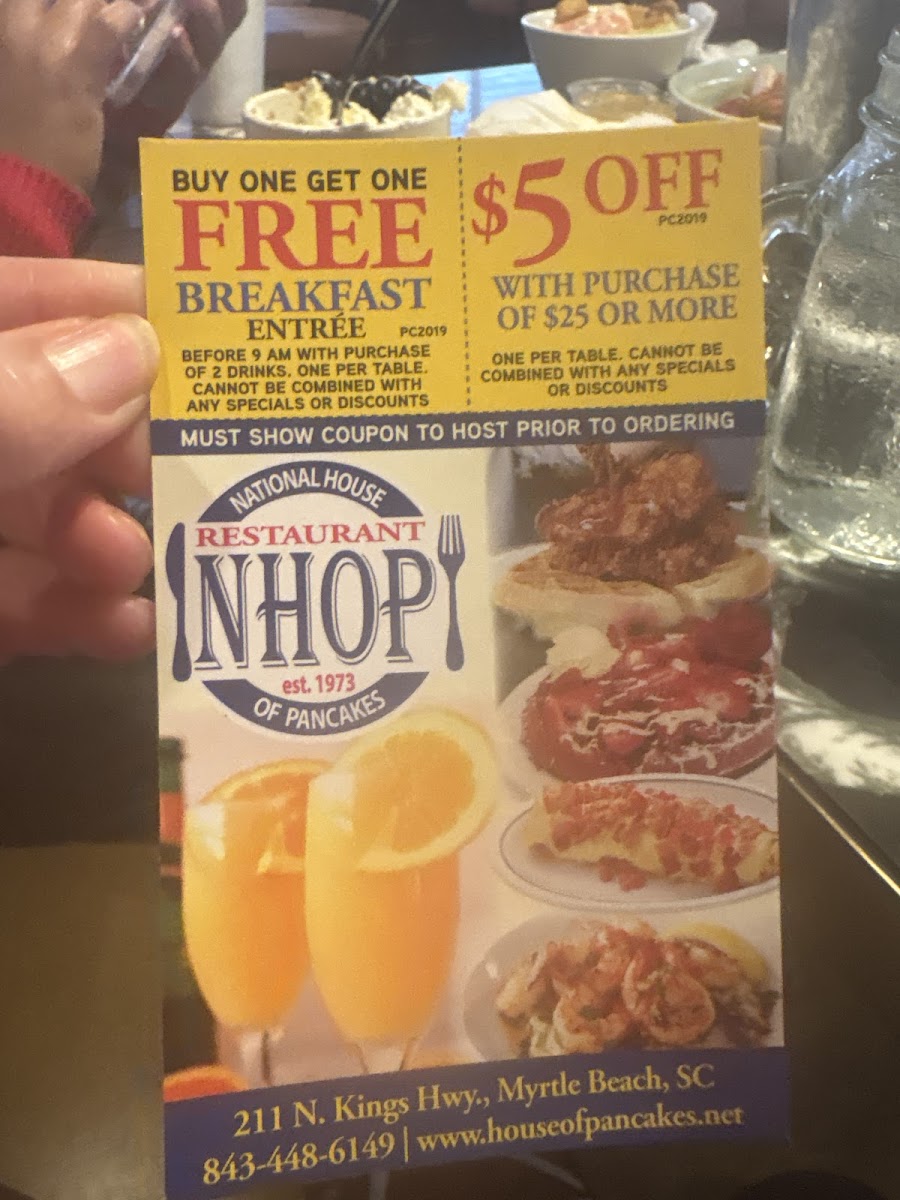 BUY ONE GET ONE
FREE
BREAKFAST
ENTRÉE
PC2019
BEFORE 9 AM WITH PURCHASE
OF 2 DRINKS. ONE PER TABLE.
CANNOT BE COMBINED WITH
ANY SPECIALS OR DISCOUNTS
$5 OFF
PC2019
WITH PURCHASE
OF $25 OR MORE
ONE PER TABLE. CANNOT BE
COMBINED WITH ANY SPECIALS
OR DISCOUNTS
MUST SHOW COUPON TO HOST PRIOR TO ORDERING
NATIONAL HOUSE
RESTAURANT
NHOP
est. 1973
OF PANCAKES
211 N. Kings Hwy., Myrtle Beach, SC
843-448-6149 | www.houseofpancakes.net